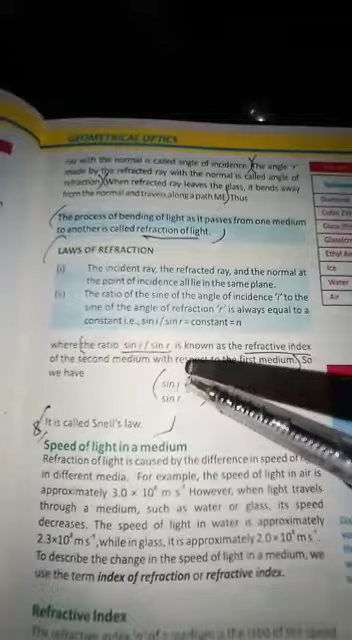 GEOMETRICAL OPTICS
ray with the normal is called angle of incidence. The angle 'r'
made by the refracted ray with the normal is called angle of
refraction. When refracted ray leaves the glass, it bends away
from the normal and travels along a path ME. Thus
The process of bending of light as it passes from one medium
to another is called refraction of light.
LAWS OF REFRACTION
(i) The incident ray, the refracted ray, and the normal at
the point of incidence all lie in the same plane.
(ii) The ratio of the sine of the angle of incidence 'i' to the
sine of the angle of refraction 'r' is always equal to a
constant i.e., sin i / sin r = constant = n
where the ratio sin i / sin r is known as the refractive index
of the second medium with respect to the first medium. So
we have
sin i
sin r
8
It is called Snell's law.
Speed of light in a medium
Refraction of light is caused by the difference in speed of
in different media. For example, the speed of light in air is
approximately 3.0 × 10⁸ m s⁻¹ However, when light travels
through a medium, such as water or glass, its speed
decreases. The speed of light in water is approximately
2.3×10⁸ m s⁻¹, while in glass, it is approximately 2.0×10⁸ m s⁻¹.
To describe the change in the speed of light in a medium, we
use the term index of refraction or refractive index.
Refractive Index
Diamond
Cubic
Glass
Ethyl
Ice
Water
Air